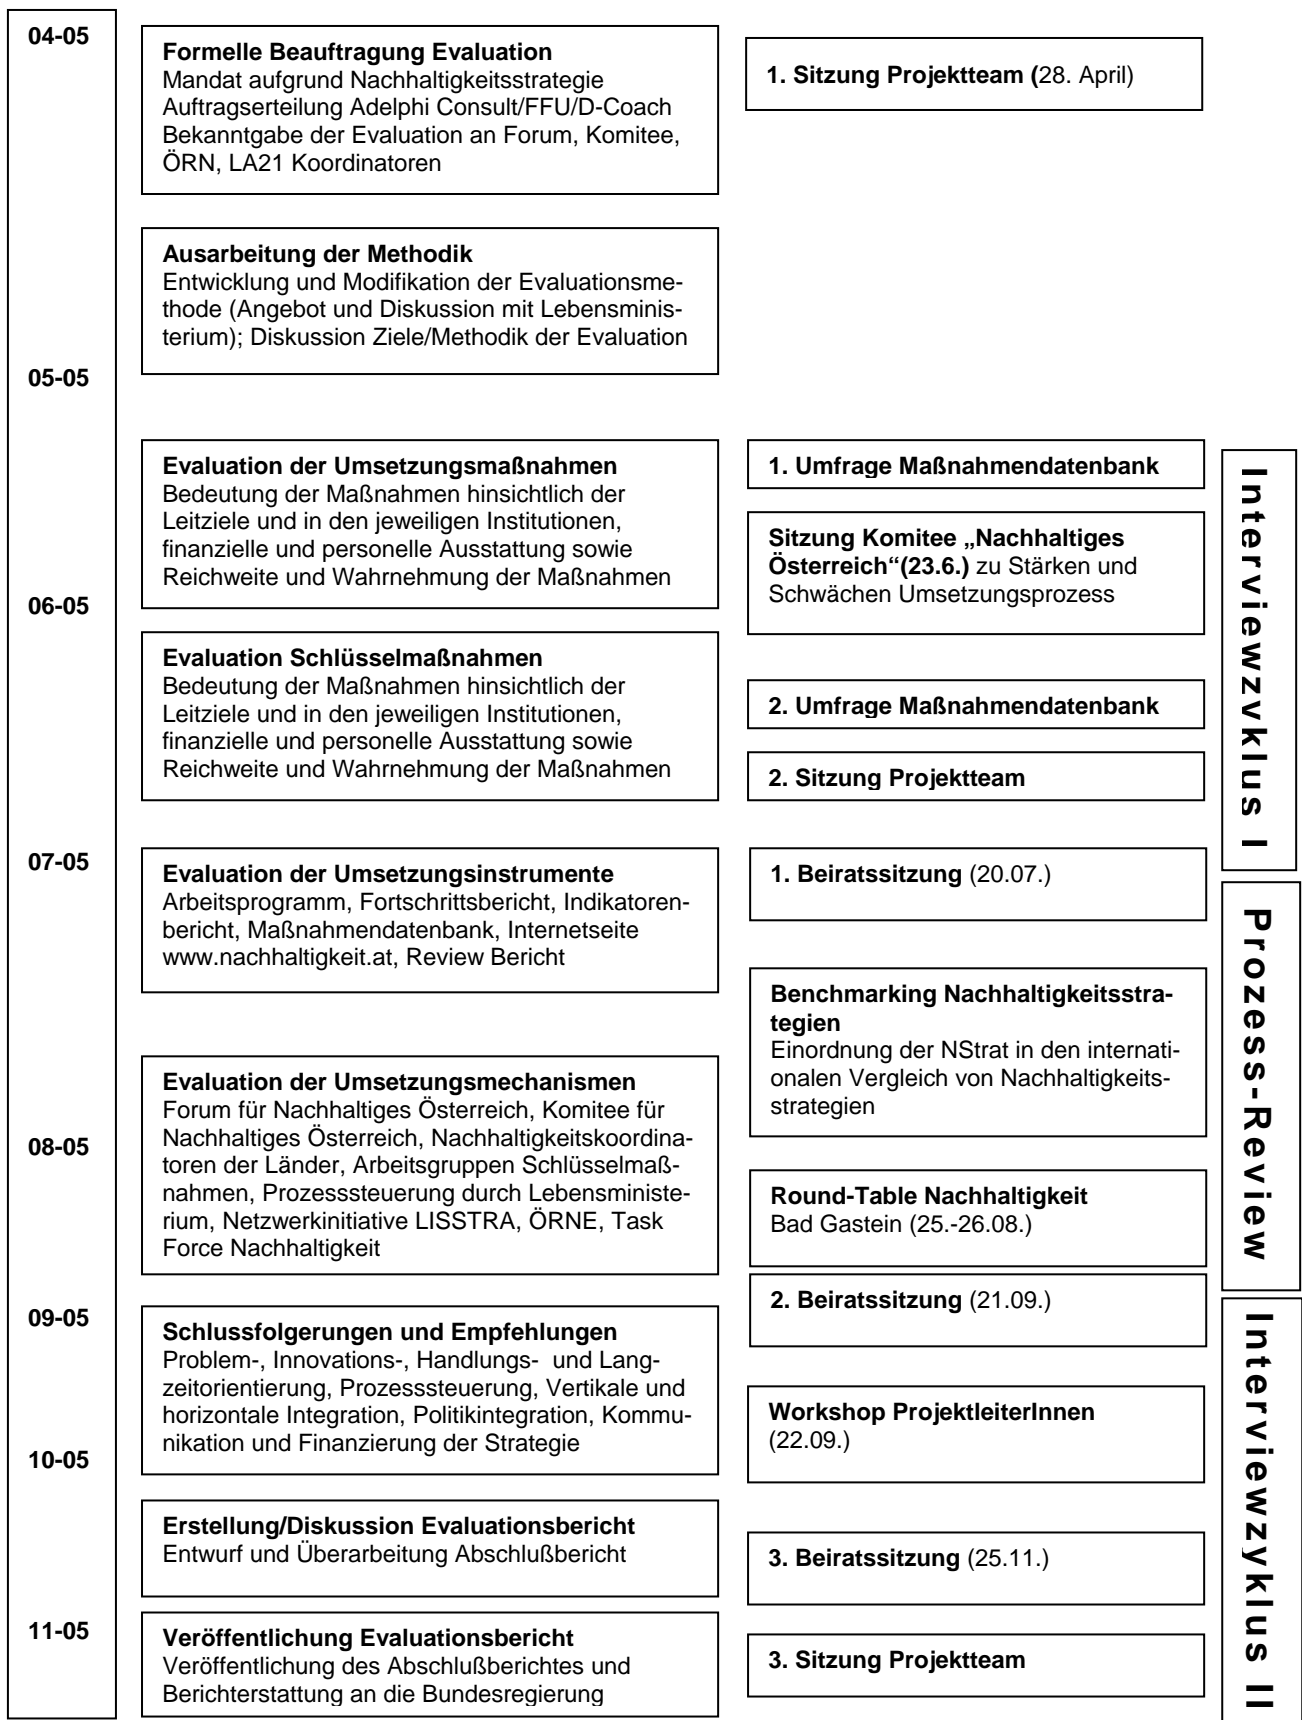 04-05
Formelle Beauftragung Evaluation
Mandat aufgrund Nachhaltigkeitsstrategie
Auftragserteilung Adelphi Consult/FFU/D-Coach
Bekanntgabe der Evaluation an Forum, Komitee,
ÖRN, LA21 Koordinatoren
1. Sitzung Projektteam (28. April)
Ausarbeitung der Methodik
Entwicklung und Modifikation der Evaluationsme-
thode (Angebot und Diskussion mit Lebensminis-
terium); Diskussion Ziele/Methodik der Evaluation
05-05
Evaluation der Umsetzungsmaßnahmen
Bedeutung der Maßnahmen hinsichtlich der
Leitziele und in den jeweiligen Institutionen,
finanzielle und personelle Ausstattung sowie
Reichweite und Wahrnehmung der Maßnahmen
1. Umfrage Maßnahmendatenbank
Sitzung Komitee „Nachhaltiges
Österreich“(23.6.) zu Stärken und
Schwächen Umsetzungsprozess
06-05
Evaluation Schlüsselmaßnahmen
Bedeutung der Maßnahmen hinsichtlich der
Leitziele und in den jeweiligen Institutionen,
finanzielle und personelle Ausstattung sowie
Reichweite und Wahrnehmung der Maßnahmen
2. Umfrage Maßnahmendatenbank
2. Sitzung Projektteam
Interviewzyklus I
07-05
Evaluation der Umsetzungsinstrumente
Arbeitsprogramm, Fortschrittsbericht, Indikatoren-
bericht, Maßnahmendatenbank, Internetseite
www.nachhaltigkeit.at, Review Bericht
1. Beiratssitzung (20.07.)
Benchmarking Nachhaltigkeitsstra-
tegien
Einordnung der NStrat in den internati-
onalen Vergleich von Nachhaltigkeits-
strategien
Evaluation der Umsetzungsmechanismen
Forum für Nachhaltiges Österreich, Komitee für
Nachhaltiges Österreich, Nachhaltigkeitskoordina-
toren der Länder, Arbeitsgruppen Schlüsselmaß-
nahmen, Prozesssteuerung durch Lebensministe-
rium, Netzwerkinitiative LISSTRA, ÖRNE, Task
Force Nachhaltigkeit
08-05
Round-Table Nachhaltigkeit
Bad Gastein (25.-26.08.)
Prozess-Review
09-05
2. Beiratssitzung (21.09.)
Schlussfolgerungen und Empfehlungen
Problem-, Innovations-, Handlungs- und Lang-
zeitorientierung, Prozesssteuerung, Vertikale und
horizontale Integration, Politikintegration, Kommu-
nikation und Finanzierung der Strategie
Workshop ProjektleiterInnen
(22.09.)
10-05
Erstellung/Diskussion Evaluationsbericht
Entwurf und Überarbeitung Abschlußbericht
3. Beiratssitzung (25.11.)
11-05
Veröffentlichung Evaluationsbericht
Veröffentlichung des Abschlußberichtes und
Berichterstattung an die Bundesregierung
3. Sitzung Projektteam
Interviewzyklus II